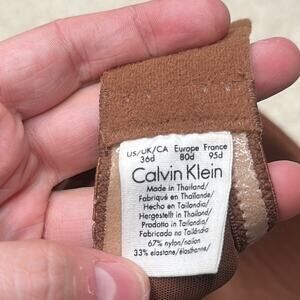 US/UK/CA Europe France
36d 80d 95d
Calvin Klein
Made in Thailand/
Fabriqué en Thaïlande/
Hecho en Tailandia/
Hergestellt in Thailand/
Prodotto in Tailandia/
Fabricado na Tailândia
67% nylon/nailon
33% elastane/élasthanne/